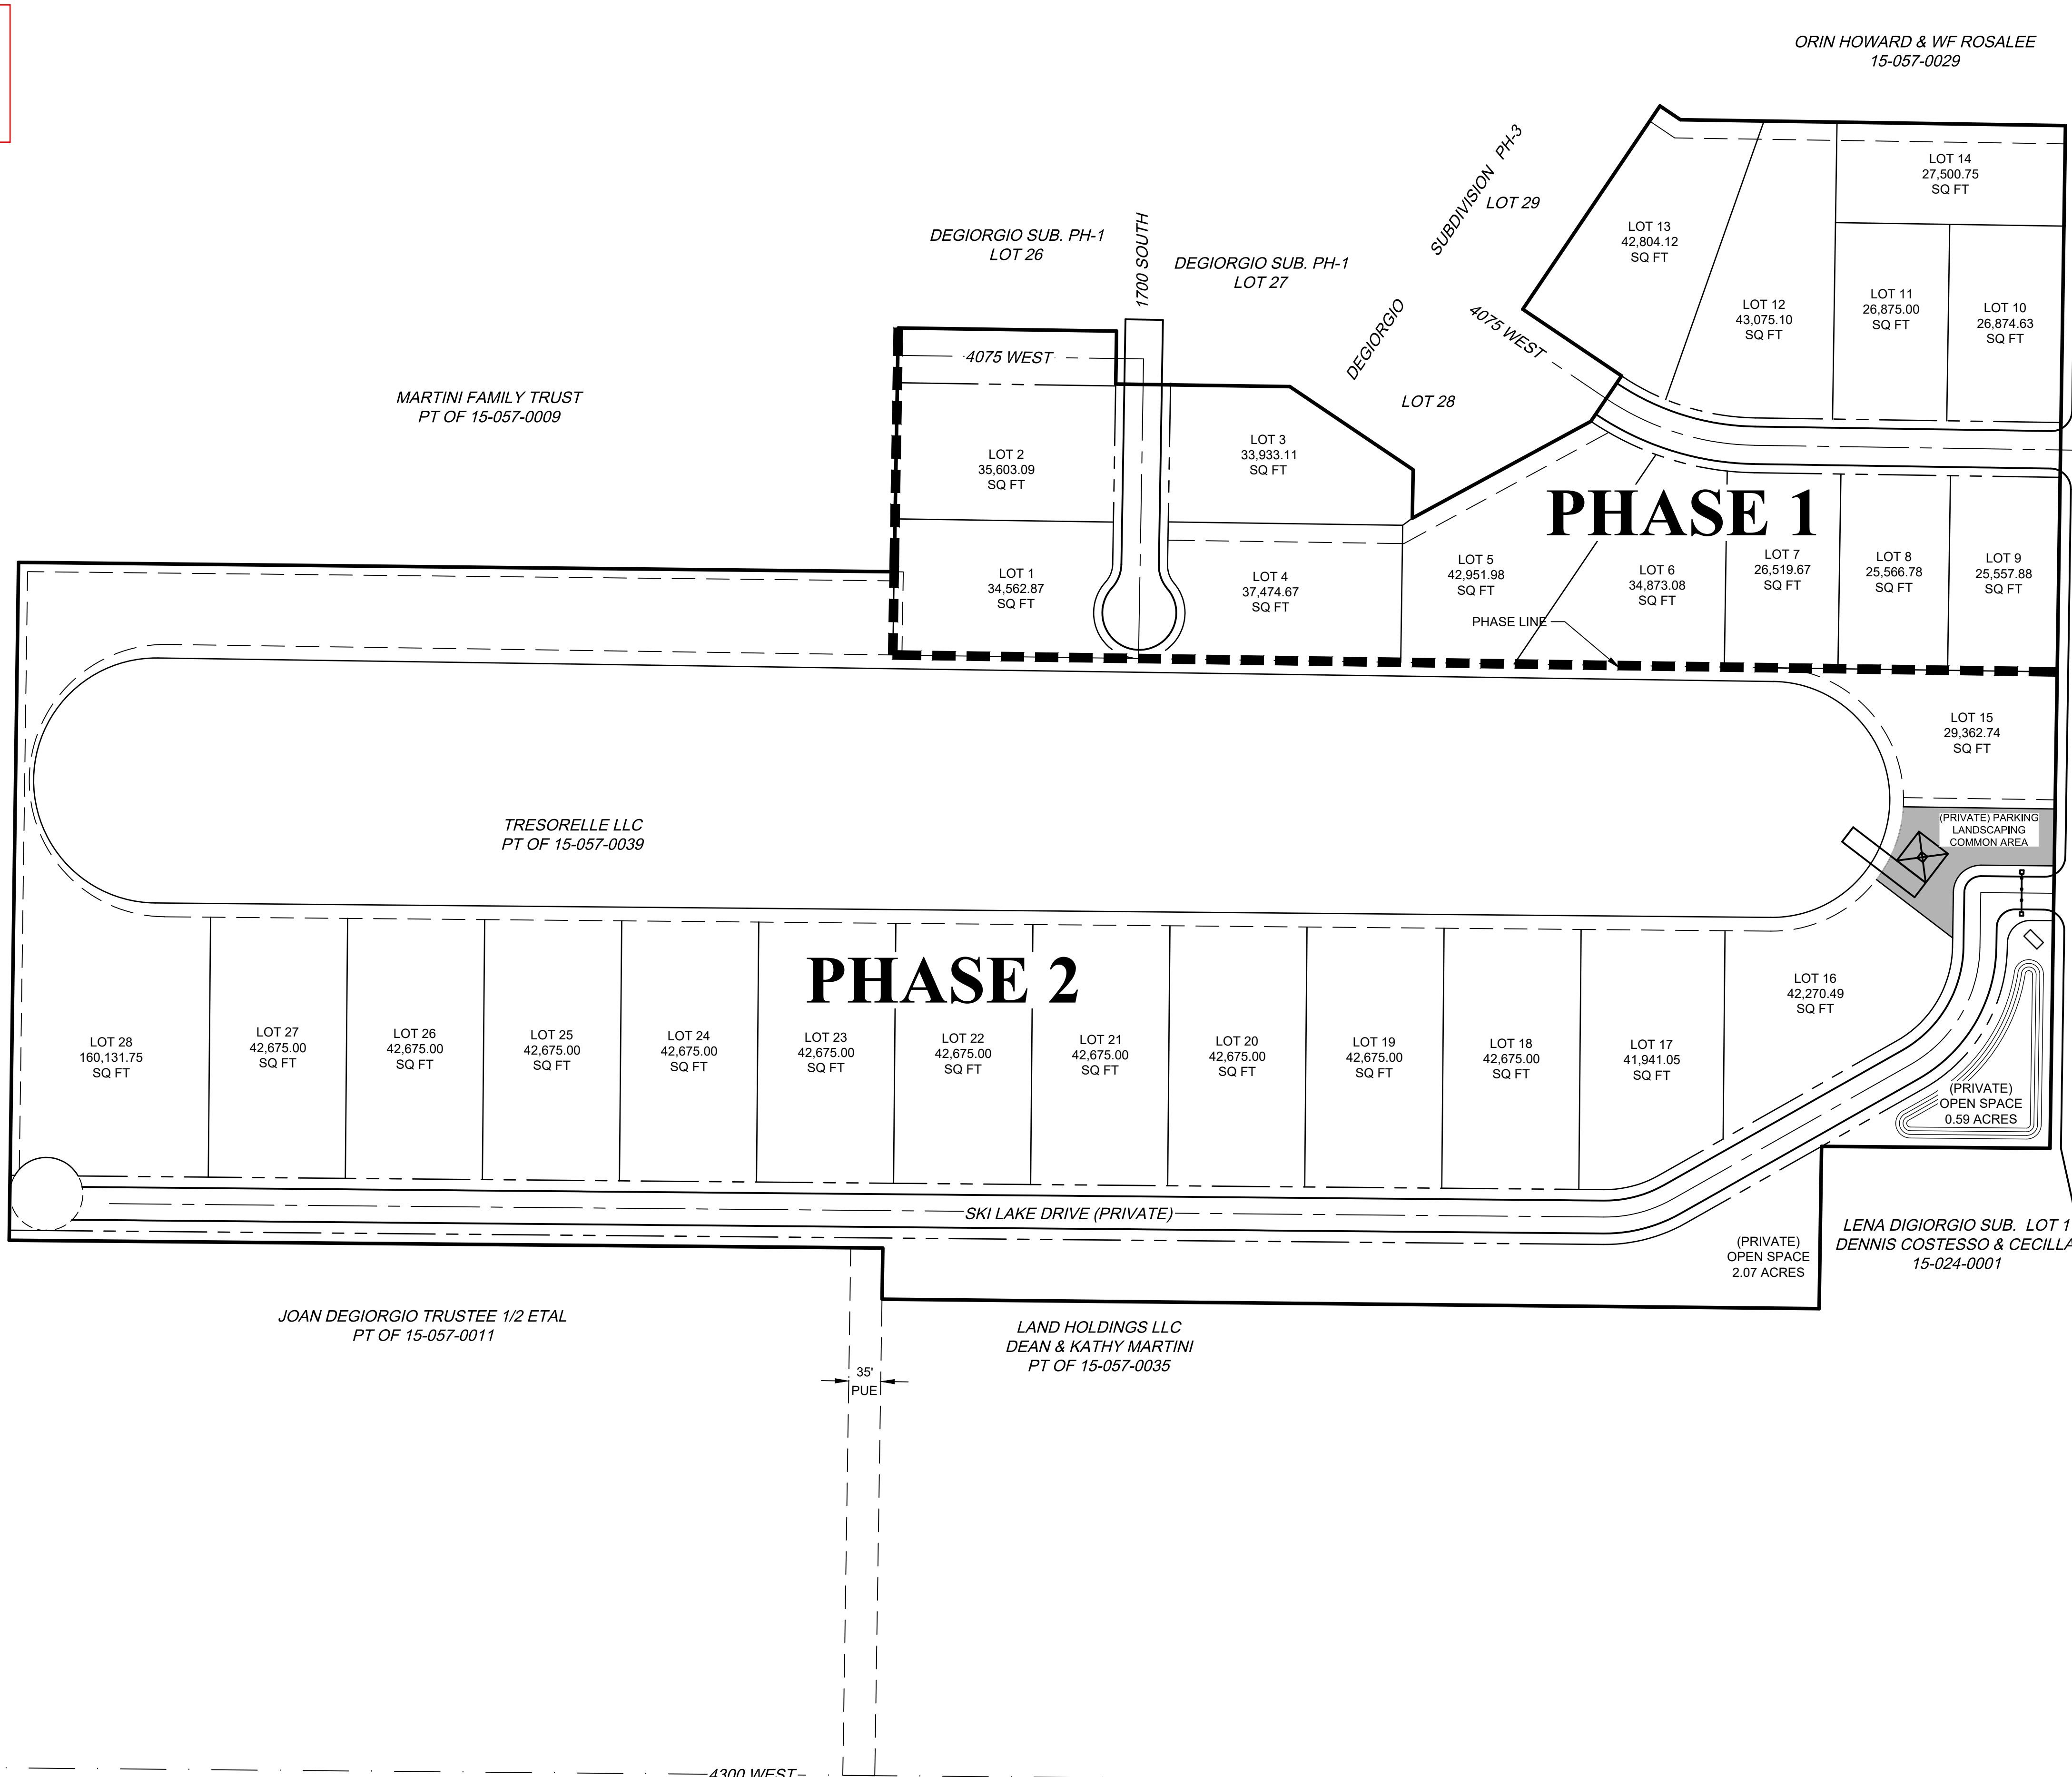 ORIN HOWARD & WF ROSALEE
15-057-0029
LOT 14
27,500.75
SQ FT
SUBDIVISION PH-3
LOT 29
LOT 13
42,804.12
SQ FT
DEGIORGIO SUB. PH-1
LOT 26
1700 SOUTH
DEGIORGIO SUB. PH-1
LOT 27
LOT 12
43,075.10
SQ FT
LOT 11
26,875.00
SQ FT
LOT 10
26,874.63
SQ FT
DEGIORGIO
4075 WEST
4075 WEST
MARTINI FAMILY TRUST
PT OF 15-057-0009
LOT 28
LOT 2
35,603.09
SQ FT
LOT 3
33,933.11
SQ FT
PHASE 1
LOT 1
34,562.87
SQ FT
LOT 4
37,474.67
SQ FT
LOT 5
42,951.98
SQ FT
LOT 6
34,873.08
SQ FT
LOT 7
26,519.67
SQ FT
LOT 8
25,566.78
SQ FT
LOT 9
25,557.88
SQ FT
PHASE LINE
LOT 15
29,362.74
SQ FT
TRESORELLE LLC
PT OF 15-057-0039
(PRIVATE) PARKING
LANDSCAPING
COMMON AREA
PHASE 2
LOT 28
160,131.75
SQ FT
LOT 27
42,675.00
SQ FT
LOT 26
42,675.00
SQ FT
LOT 25
42,675.00
SQ FT
LOT 24
42,675.00
SQ FT
LOT 23
42,675.00
SQ FT
LOT 22
42,675.00
SQ FT
LOT 21
42,675.00
SQ FT
LOT 20
42,675.00
SQ FT
LOT 19
42,675.00
SQ FT
LOT 18
42,675.00
SQ FT
LOT 17
41,941.05
SQ FT
LOT 16
42,270.49
SQ FT
(PRIVATE)
OPEN SPACE
0.59 ACRES
SKI LAKE DRIVE (PRIVATE)
(PRIVATE)
OPEN SPACE
2.07 ACRES
LENA DIGIORGIO SUB. LOT 1
DENNIS COSTESSO & CECILLA
15-024-0001
JOAN DEGIORGIO TRUSTEE 1/2 ETAL
PT OF 15-057-0011
LAND HOLDINGS LLC
DEAN & KATHY MARTINI
PT OF 15-057-0035
35'
PUE
4300 WEST